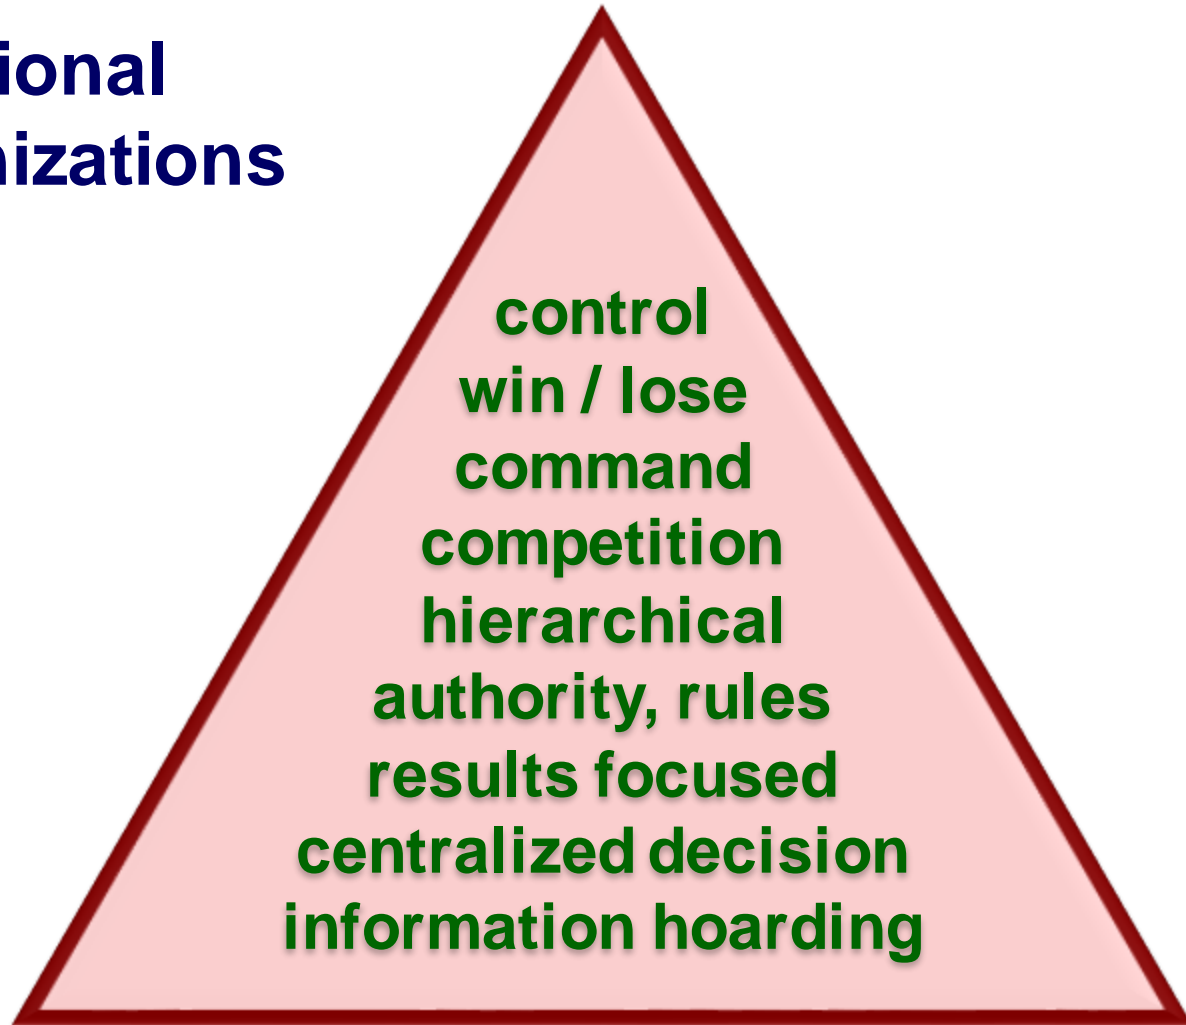 ional
nizations
control
win / lose
command
competition
hierarchical
authority, rules
results focused
centralized decision
information hoarding